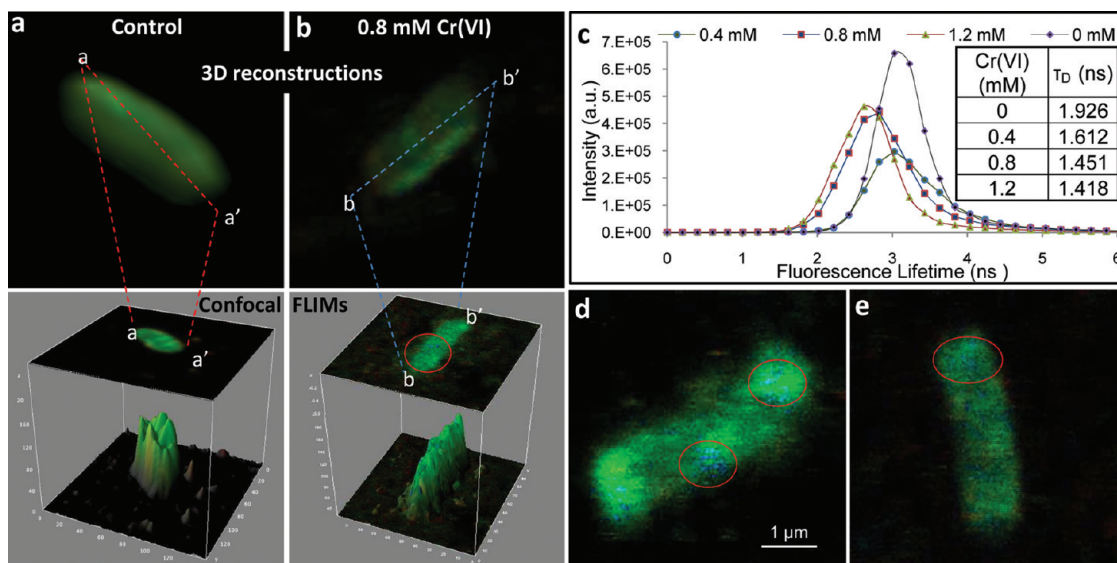 a
Control
a
a'
b
0.8 mM Cr(VI)
b'
b
3D reconstructions
Confocal
FLIMs
a
a'
b'
b
c
0.4 mM
0.8 mM
1.2 mM
0 mM
Intensity (a.u.)
7.E+05
6.E+05
5.E+05
4.E+05
3.E+05
2.E+05
1.E+05
0.E+00
0 1 2 3 4 5 6
Fluorescence Lifetime (ns)
Cr(VI) (mM) τD (ns)
0 1.926
0.4 1.612
0.8 1.451
1.2 1.418
d
1 µm
e